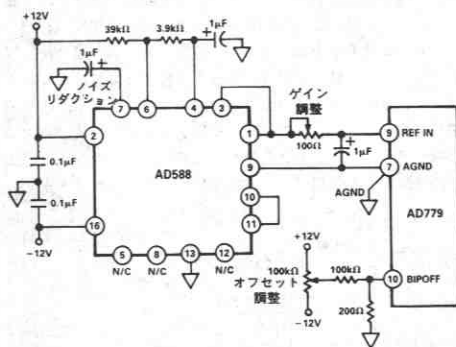 +12V
39kΩ
3.9kΩ
1μF
+
1μF
+
ノイズ
リダクション
7
6
4
3
ゲイン
調整
2
1
100Ω
9
REF IN
+
1μF
0.1μF
AD588
9
7
AGND
10
AGND
AD779
0.1μF
11
16
+12V
−12V
5
8
13
12
N/C
N/C
N/C
100kΩ
100kΩ
10
BIPOFF
オフセット
調整
200Ω
−12V